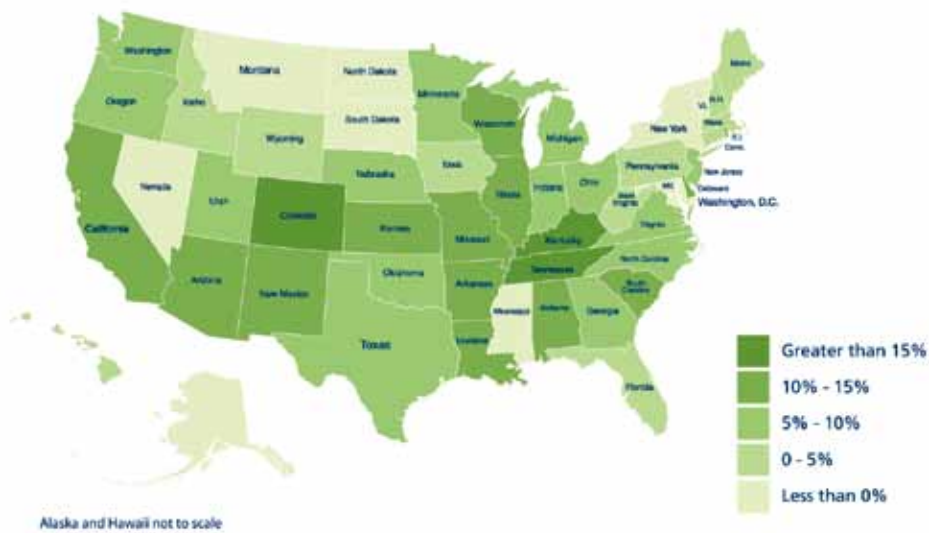 Washington
Montana
North Dakota
Minnesota
Maine
Oregon
Idaho
Wyoming
South Dakota
Wisconsin
Michigan
New York
Vt.
N.H.
Mass
R.I.
Conn.
Nevada
Utah
Colorado
Nebraska
Iowa
Illinois
Indiana
Ohio
Pennsylvania
New Jersey
Delaware
Washington, D.C.
West
Virginia
Virginia
California
Kansas
Missouri
Kentucky
North Carolina
Tennessee
South
Carolina
Arizona
New Mexico
Oklahoma
Arkansas
Mississippi
Alabama
Georgia
Texas
Louisiana
Florida
Greater than 15%
10% - 15%
5% - 10%
0 - 5%
Less than 0%
Alaska and Hawaii not to scale